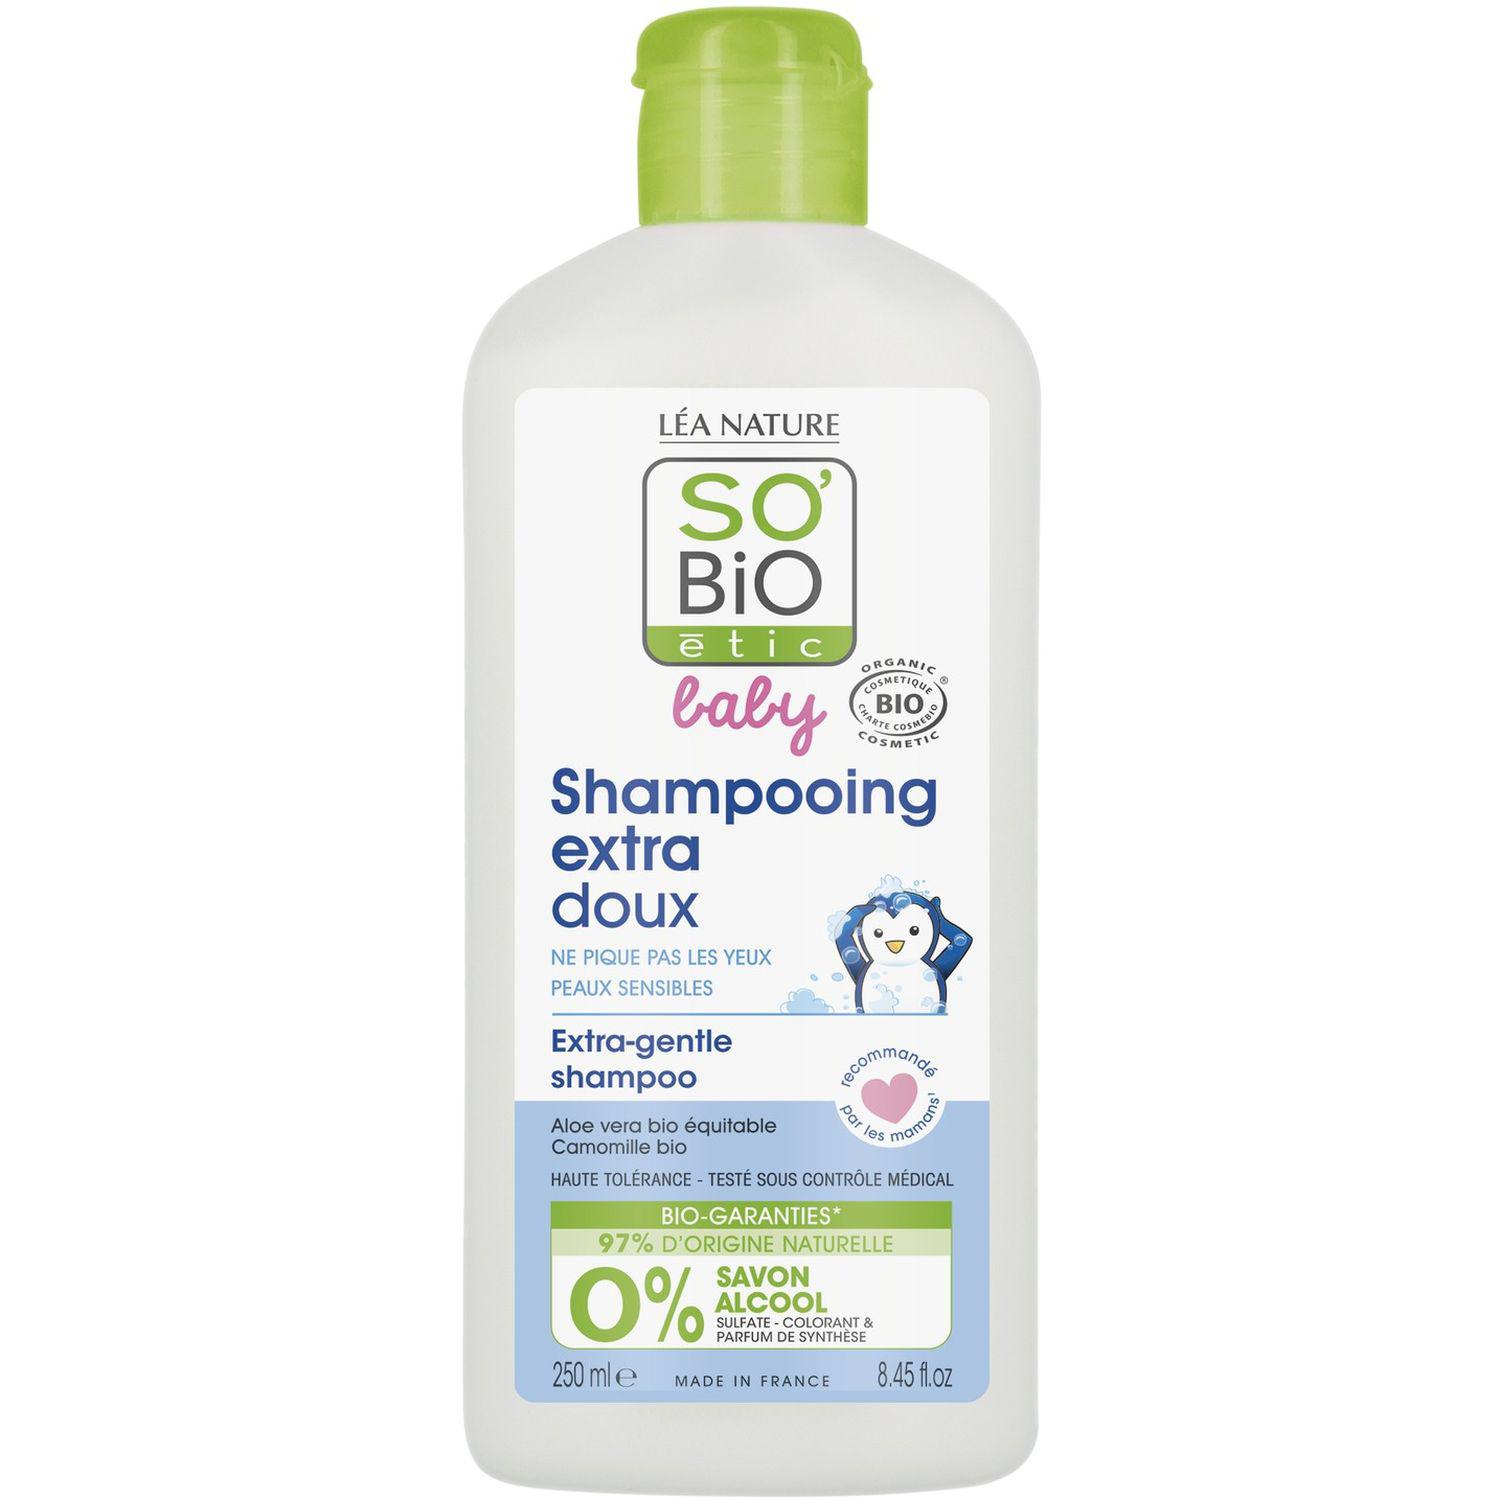 LÉA NATURE
SO'
BiO
ētic
baby
ORGANIC
COSMETIQUE
BIO
CHARTE COSMEBIO
COSMETIC
®
Shampooing
extra
doux
NE PIQUE PAS LES YEUX
PEAUX SENSIBLES
Extra-gentle
shampoo
recommandé
par les mamans¹
Aloe vera bio équitable
Camomille bio
HAUTE TOLÉRANCE - TESTÉ SOUS CONTRÔLE MÉDICAL
BIO-GARANTIES*
97% D'ORIGINE NATURELLE
0% SAVON
ALCOOL
SULFATE - COLORANT &
PARFUM DE SYNTHÈSE
250 ml ℮ MADE IN FRANCE 8.45 fl.oz